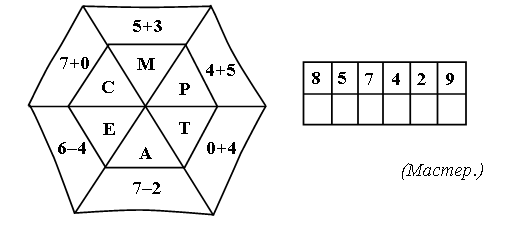 5+3
7+0 М 4+5
С Р
8 5 7 4 2 9
Е Т
6–4 А 0+4
7–2
(Мастер.)